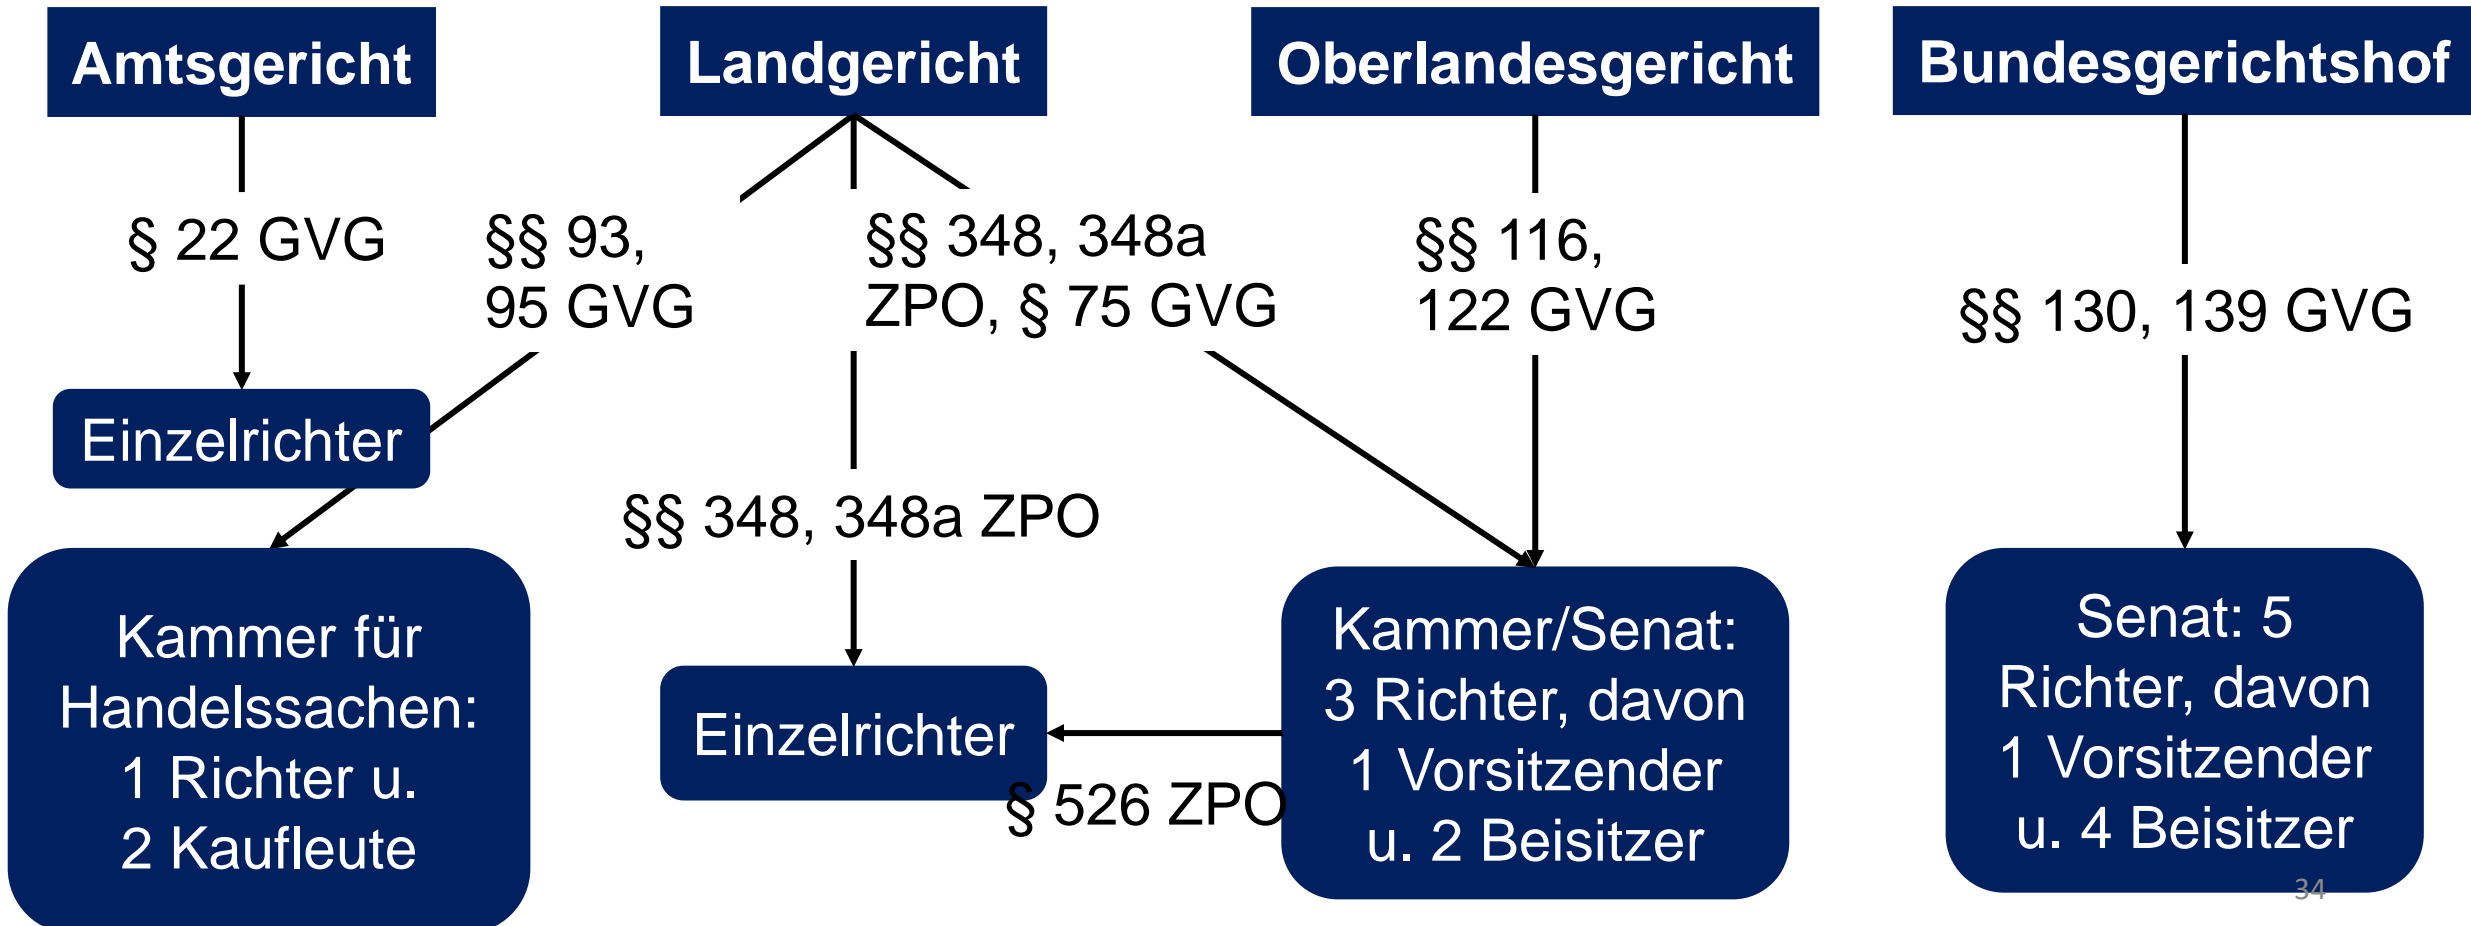 Amtsgericht
Landgericht
Oberlandesgericht
Bundesgerichtshof
§ 22 GVG
§§ 93,
95 GVG
§§ 348, 348a
ZPO, § 75 GVG
§§ 116,
122 GVG
§§ 130, 139 GVG
Einzelrichter
§§ 348, 348a ZPO
Kammer für
Handelssachen:
1 Richter u.
2 Kaufleute
Einzelrichter
§ 526 ZPO
Kammer/Senat:
3 Richter, davon
1 Vorsitzender
u. 2 Beisitzer
Senat: 5
Richter, davon
1 Vorsitzender
u. 4 Beisitzer
34